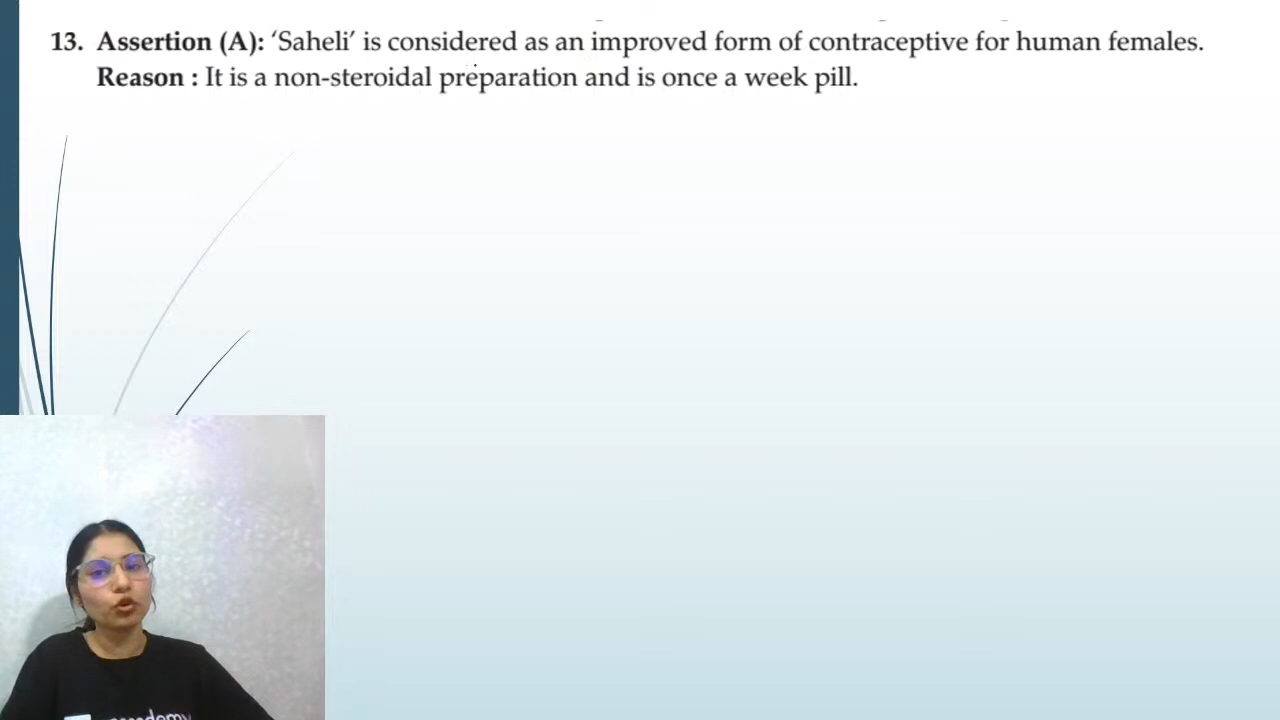 13. Assertion (A): ‘Saheli’ is considered as an improved form of contraceptive for human females.
Reason : It is a non-steroidal preparation and is once a week pill.